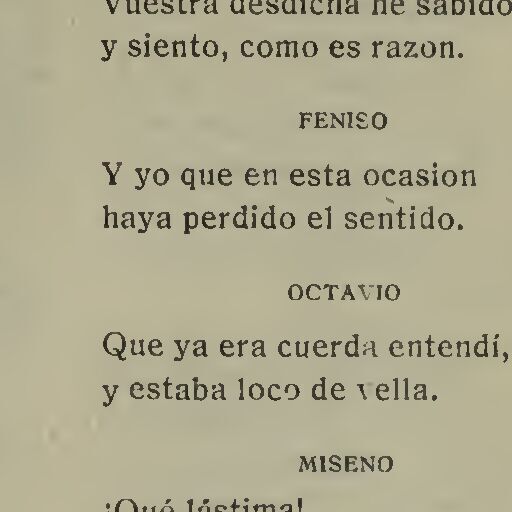 Vuestra desdicha he sabido
y siento, como es razon.
FENISO
Y yo que en esta ocasion
haya perdido el sentido.
OCTAVIO
Que ya era cuerda entendí,
y estaba loco de vella.
MISENO
¡Qué lástima!